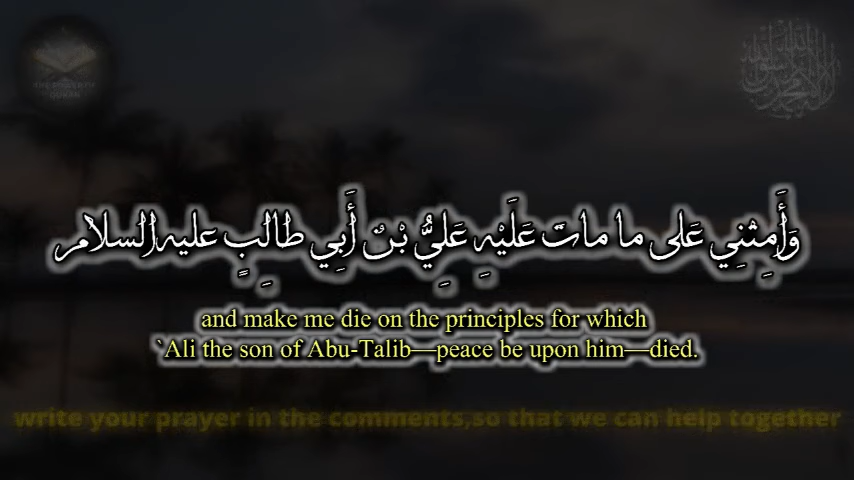 وَأَمِتْنِي عَلى ما ماتَ عَلَيْهِ عَلِيُّ بْنُ أَبِي طالِبٍ عليه السلام
and make me die on the principles for which
`Ali the son of Abu-Talib—peace be upon him—died.
write your prayer in the comments,so that we can help together